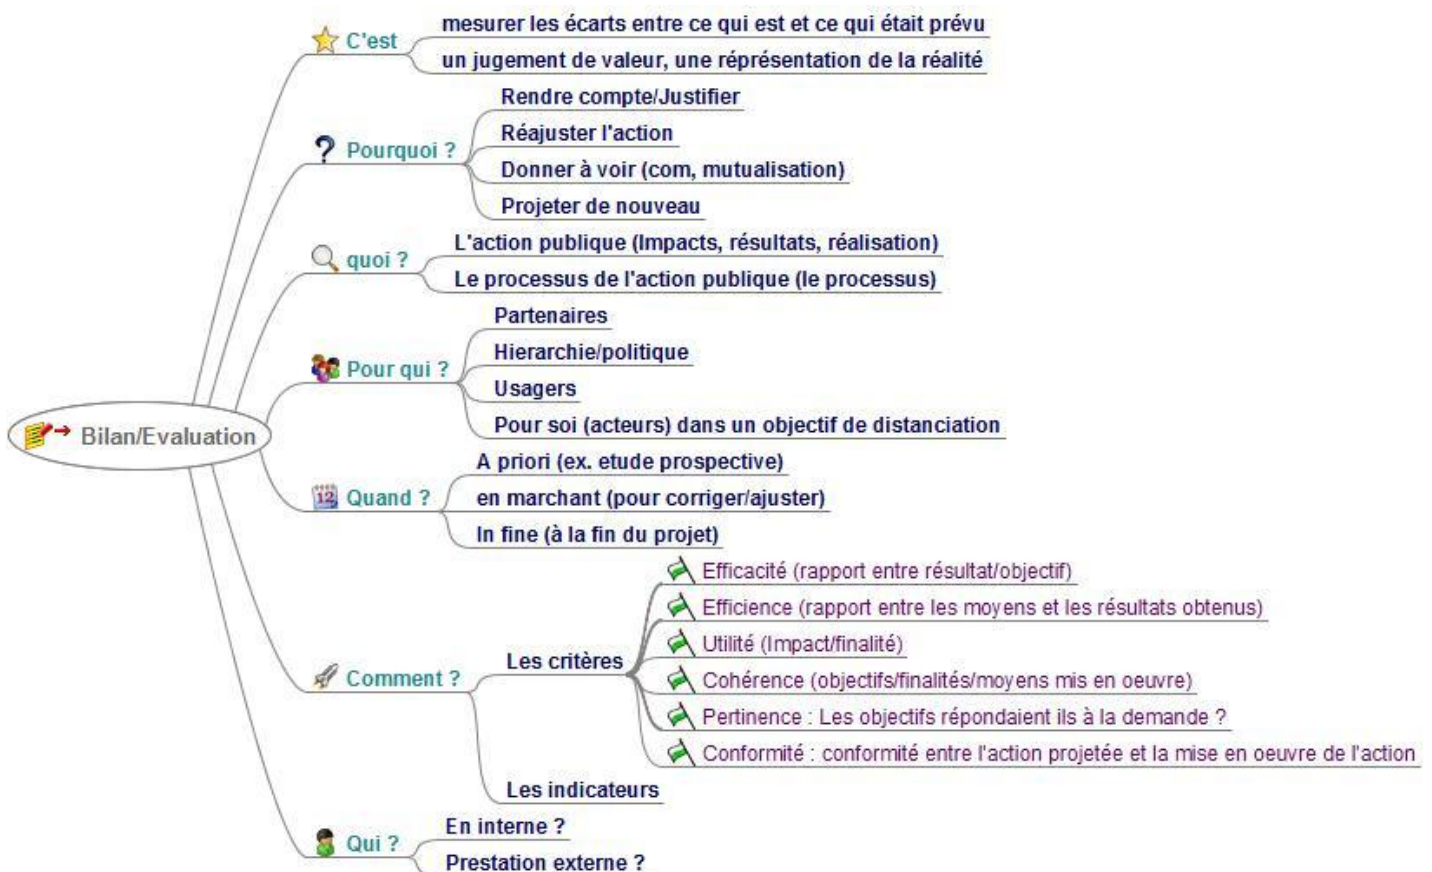 C'est
mesurer les écarts entre ce qui est et ce qui était prévu
un jugement de valeur, une réprésentation de la réalité
Pourquoi ?
Rendre compte/Justifier
Réajuster l'action
Donner à voir (com, mutualisation)
Projeter de nouveau
quoi ?
L'action publique (Impacts, résultats, réalisation)
Le processus de l'action publique (le processus)
Pour qui ?
Partenaires
Hierarchie/politique
Usagers
Pour soi (acteurs) dans un objectif de distanciation
Bilan/Evaluation
12
Quand ?
A priori (ex. etude prospective)
en marchant (pour corriger/ajuster)
In fine (à la fin du projet)
Comment ?
Les critères
Efficacité (rapport entre résultat/objectif)
Efficience (rapport entre les moyens et les résultats obtenus)
Utilité (Impact/finalité)
Cohérence (objectifs/finalités/moyens mis en oeuvre)
Pertinence : Les objectifs répondaient ils à la demande ?
Conformité : conformité entre l'action projetée et la mise en oeuvre de l'action
Les indicateurs
Qui ?
En interne ?
Prestation externe ?